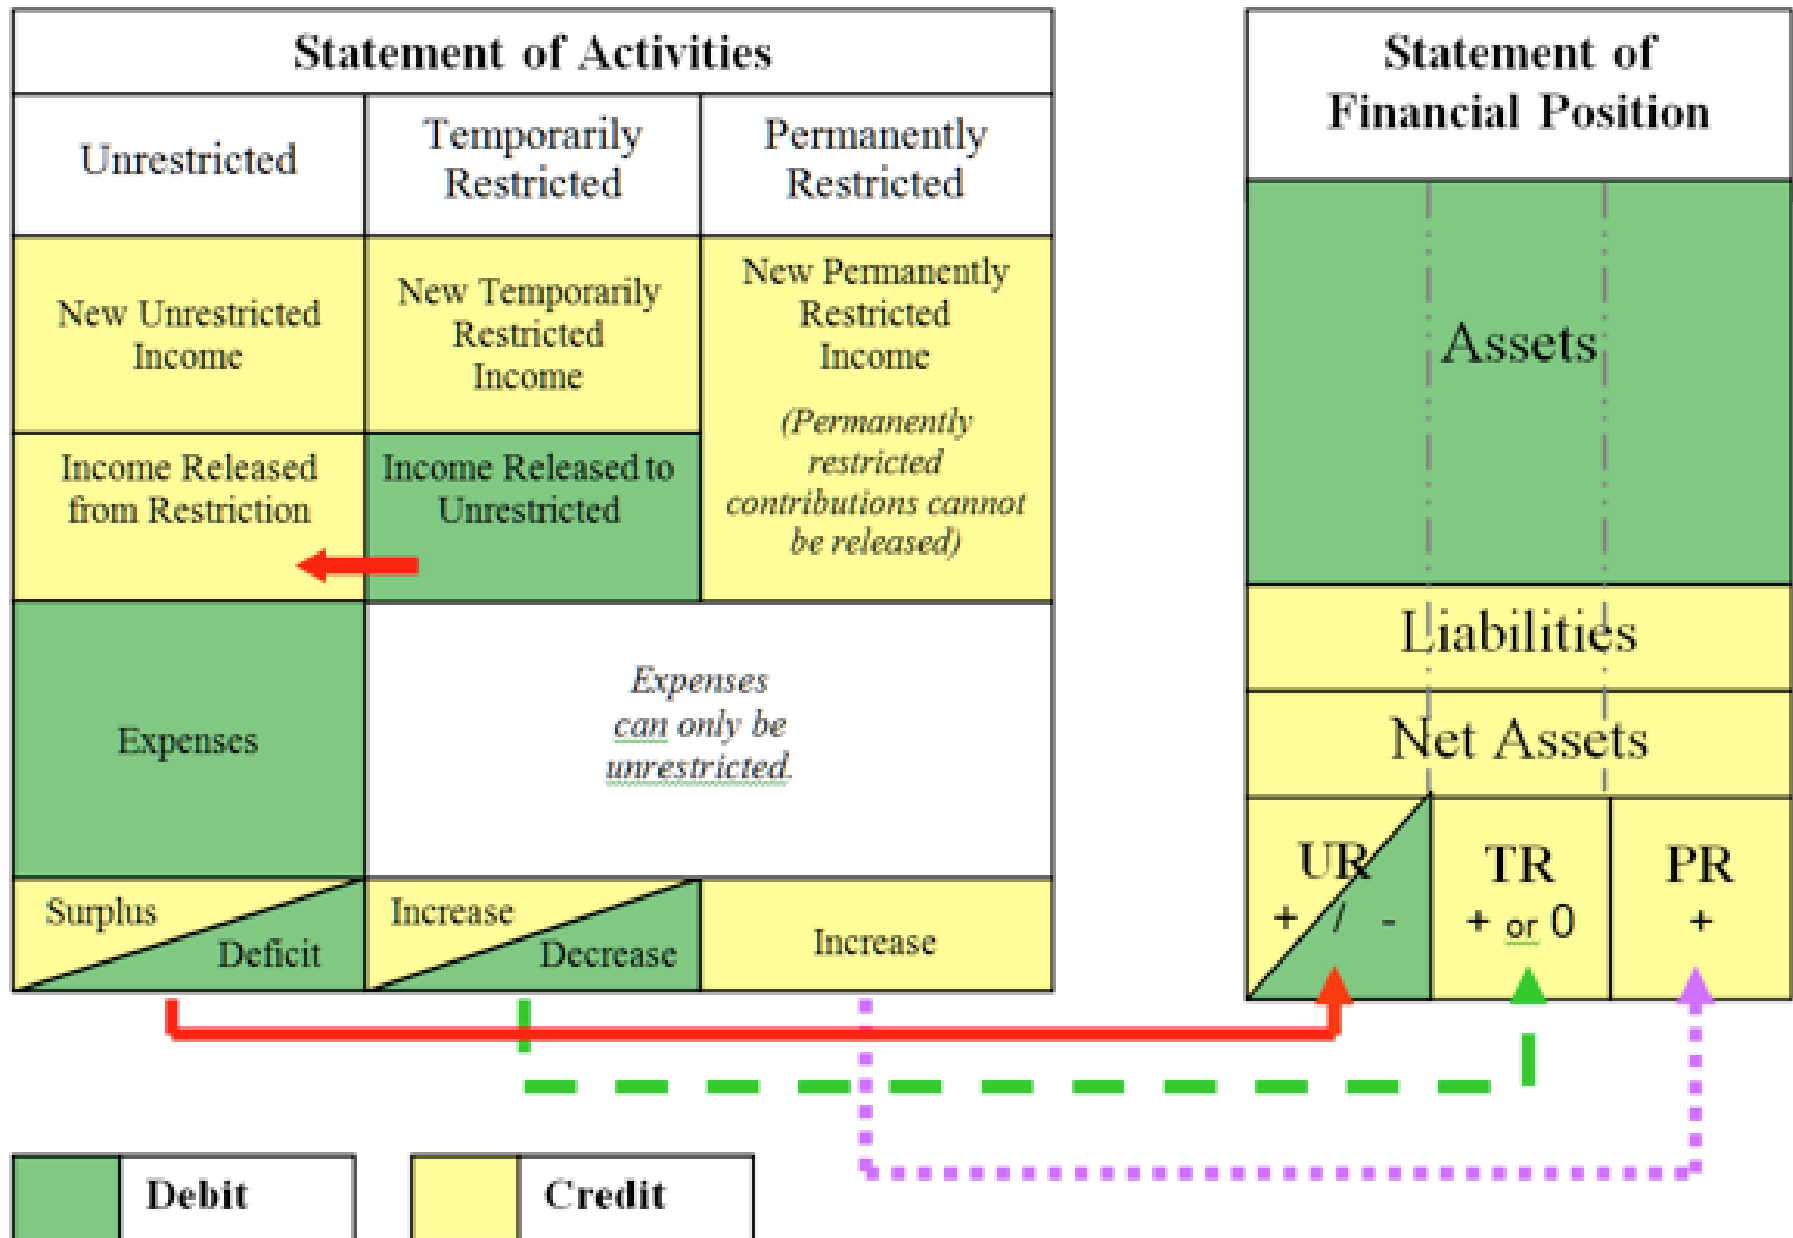 Statement of Activities
Unrestricted
Temporarily
Restricted
Permanently
Restricted
New Unrestricted
Income
New Temporarily
Restricted
Income
New Permanently
Restricted
Income
(Permanently
restricted
contributions cannot
be released)
Income Released
from Restriction
Income Released to
Unrestricted
Expenses
Expenses
can only be
unrestricted.
Surplus
Deficit
Increase
Decrease
Increase
Statement of
Financial Position
Assets
Liabilities
Net Assets
UR
+ / -
TR
+ or 0
PR
+
Debit
Credit